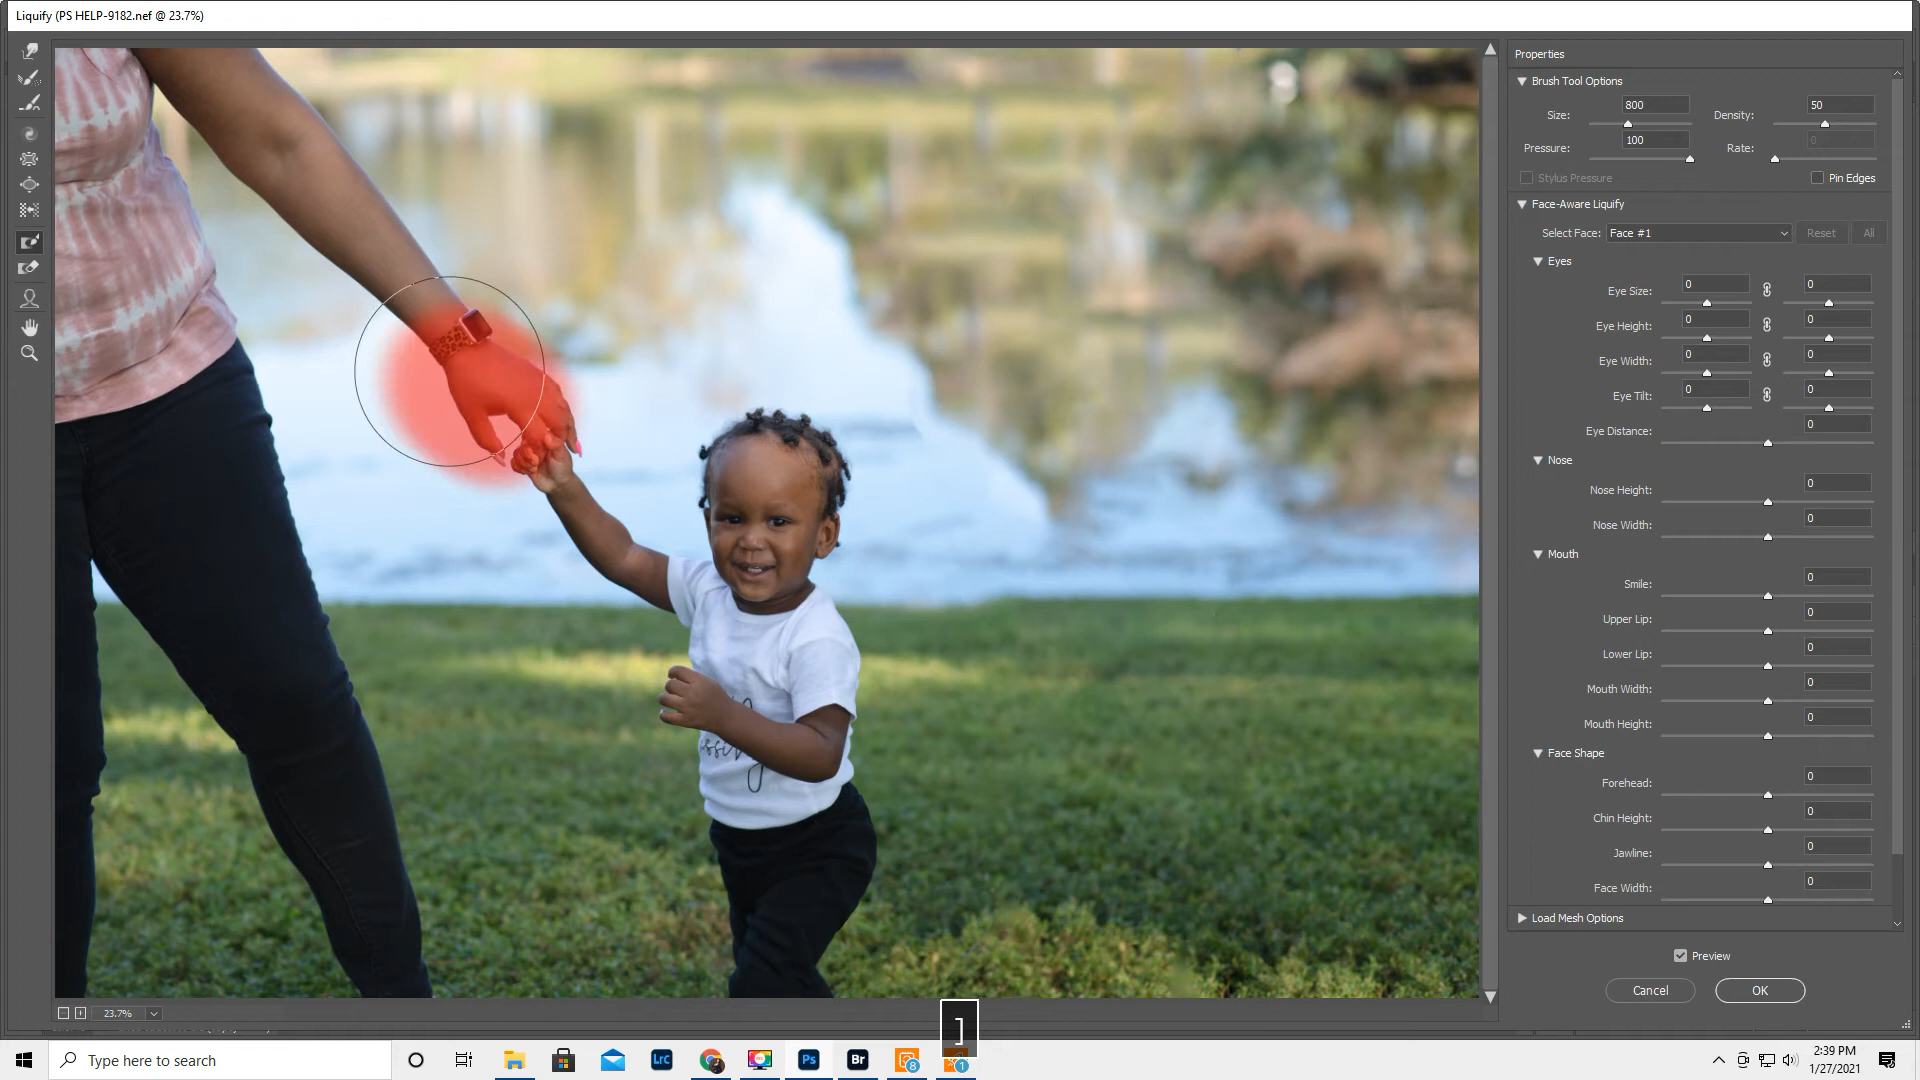 Liquify (PS HELP-9182.nef @ 23.7%)
Properties
Brush Tool Options
Size: 800 Density: 50
Pressure: 100 Rate: 0
Stylus Pressure Pin Edges
Face-Aware Liquify
Select Face: Face #1 Reset All
Eyes
Eye Size: 0 0
Eye Height: 0 0
Eye Width: 0 0
Eye Tilt: 0 0
Eye Distance: 0
Nose
Nose Height: 0
Nose Width: 0
Mouth
Smile: 0
Upper Lip: 0
Lower Lip: 0
Mouth Width: 0
Mouth Height: 0
Face Shape
Forehead: 0
Chin Height: 0
Jawline: 0
Face Width: 0
Load Mesh Options
Preview
Cancel OK
23.7%
]
Type here to search LrC Ps Br 8 1 2:39 PM
1/27/2021